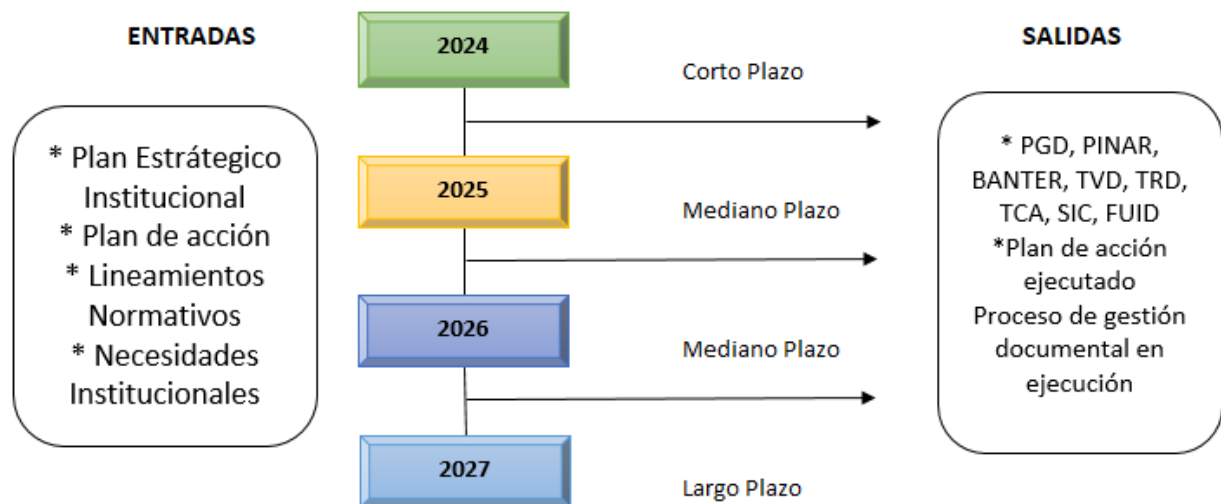 ENTRADAS
* Plan Estrátegico
Institucional
* Plan de acción
* Lineamientos
Normativos
* Necesidades
Institucionales
2024
2025
2026
2027
Corto Plazo
Mediano Plazo
Mediano Plazo
Largo Plazo
SALIDAS
* PGD, PINAR,
BANTER, TVD, TRD,
TCA, SIC, FUID
*Plan de acción
ejecutado
Proceso de gestión
documental en
ejecución